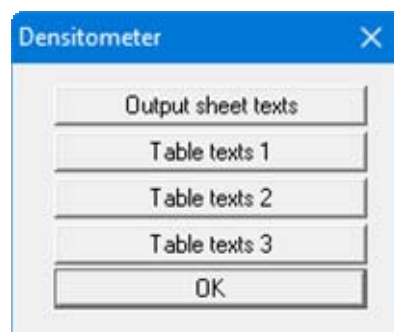 Densitometer
Output sheet texts
Table texts 1
Table texts 2
Table texts 3
OK